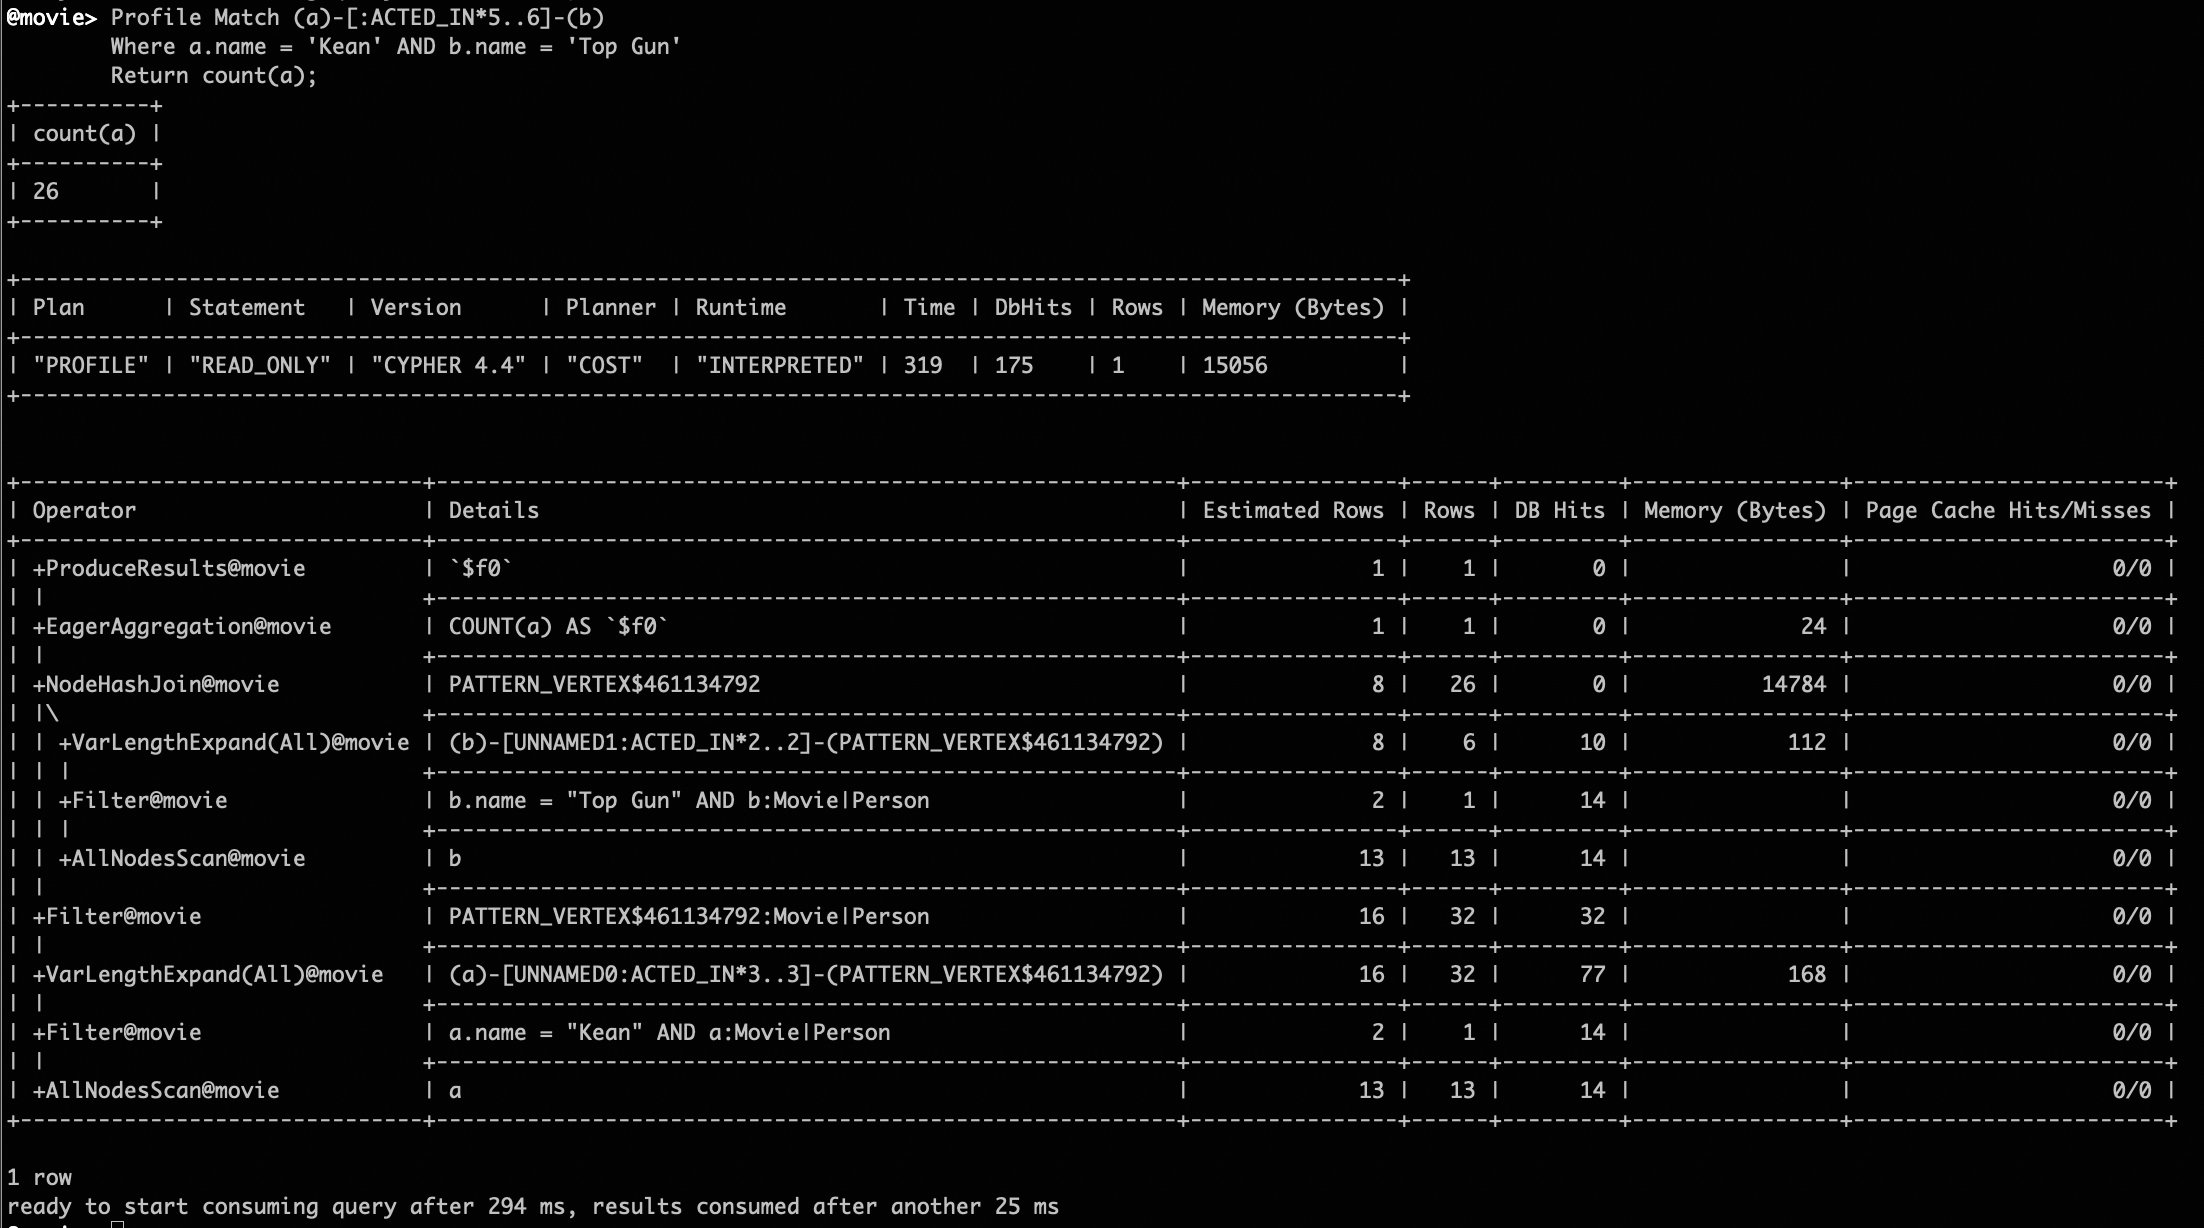 @movie> Profile Match (a)-[:ACTED_IN*5..6]-(b)
        Where a.name = 'Kean' AND b.name = 'Top Gun'
        Return count(a);
+----------+
| count(a) |
+----------+
| 26       |
+----------+

+----------------------------------------------------------------------------------------------------------+
| Plan      | Statement   | Version      | Planner | Runtime       | Time | DbHits | Rows | Memory (Bytes) |
+----------------------------------------------------------------------------------------------------------+
| "PROFILE" | "READ_ONLY" | "CYPHER 4.4" | "COST"  | "INTERPRETED" | 319  | 175    | 1    | 15056          |
+----------------------------------------------------------------------------------------------------------+

+-------------------------------+---------------------------------------------------------+----------------+------+---------+----------------+------------------------+
| Operator                      | Details                                                 | Estimated Rows | Rows | DB Hits | Memory (Bytes) | Page Cache Hits/Misses |
+-------------------------------+---------------------------------------------------------+----------------+------+---------+----------------+------------------------+
| +ProduceResults@movie         | `$f0`                                                   |              1 |    1 |       0 |                |                    0/0 |
| |                             +---------------------------------------------------------+----------------+------+---------+----------------+------------------------+
| +EagerAggregation@movie       | COUNT(a) AS `$f0`                                       |              1 |    1 |       0 |             24 |                    0/0 |
| |                             +---------------------------------------------------------+----------------+------+---------+----------------+------------------------+
| +NodeHashJoin@movie           | PATTERN_VERTEX$461134792                                |              8 |   26 |       0 |          14784 |                    0/0 |
| |\                            +---------------------------------------------------------+----------------+------+---------+----------------+------------------------+
| | +VarLengthExpand(All)@movie | (b)-[UNNAMED1:ACTED_IN*2..2]-(PATTERN_VERTEX$461134792) |              8 |    6 |      10 |            112 |                    0/0 |
| | |                           +---------------------------------------------------------+----------------+------+---------+----------------+------------------------+
| | +Filter@movie               | b.name = "Top Gun" AND b:Movie|Person                   |              2 |    1 |      14 |                |                    0/0 |
| | |                           +---------------------------------------------------------+----------------+------+---------+----------------+------------------------+
| | +AllNodesScan@movie         | b                                                       |             13 |   13 |      14 |                |                    0/0 |
| |                             +---------------------------------------------------------+----------------+------+---------+----------------+------------------------+
| +Filter@movie                 | PATTERN_VERTEX$461134792:Movie|Person                   |             16 |   32 |      32 |                |                    0/0 |
| |                             +---------------------------------------------------------+----------------+------+---------+----------------+------------------------+
| +VarLengthExpand(All)@movie   | (a)-[UNNAMED0:ACTED_IN*3..3]-(PATTERN_VERTEX$461134792) |             16 |   32 |      77 |            168 |                    0/0 |
| |                             +---------------------------------------------------------+----------------+------+---------+----------------+------------------------+
| +Filter@movie                 | a.name = "Kean" AND a:Movie|Person                      |              2 |    1 |      14 |                |                    0/0 |
| |                             +---------------------------------------------------------+----------------+------+---------+----------------+------------------------+
| +AllNodesScan@movie           | a                                                       |             13 |   13 |      14 |                |                    0/0 |
+-------------------------------+---------------------------------------------------------+----------------+------+---------+----------------+------------------------+

1 row
ready to start consuming query after 294 ms, results consumed after another 25 ms